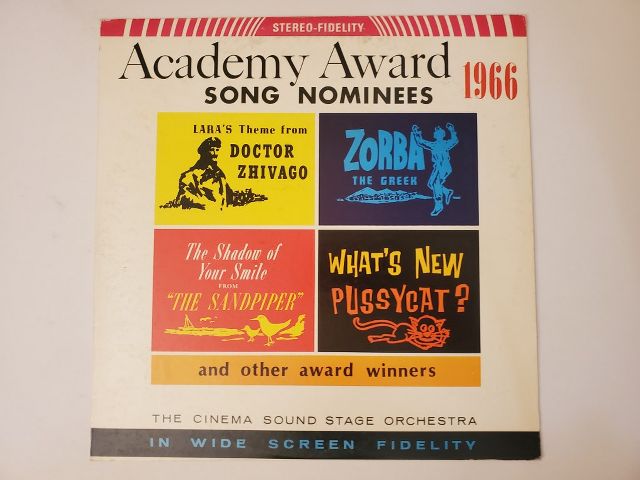 STEREO-FIDELITY
Academy Award
SONG NOMINEES
1966
LARA'S Theme from
DOCTOR
ZHIVAGO
ZORBA
THE GREEK
The Shadow of
Your Smile
FROM
"THE SANDPIPER"
WHAT'S NEW
PUSSYCAT?
and other award winners
THE CINEMA SOUND STAGE ORCHESTRA
IN WIDE SCREEN FIDELITY